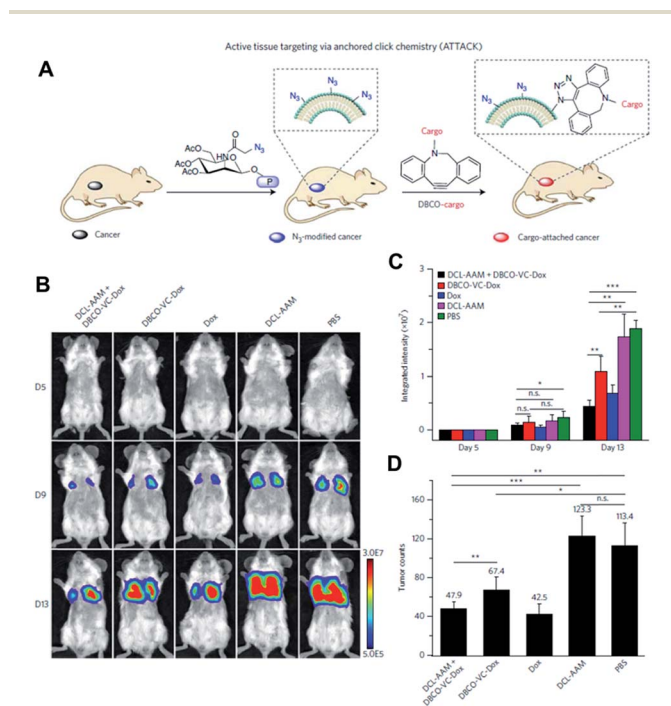 Active tissue targeting via anchored click chemistry (ATTACK)
A
N₃ N₃ N₃
N₃ N₃ N N N
N
Cargo
AcO O N₃
AcO HN
AcO O O P
Cargo
N
DBCO-cargo
Cancer
N₃-modified cancer
Cargo-attached cancer
B
DCL-AAM +
DBCO-VC-Dox
DBCO-VC-Dox
Dox
DCL-AAM
PBS
D5
D9
D13
3.0E7
5.0E5
C
DCL-AAM + DBCO-VC-Dox
DBCO-VC-Dox
Dox
DCL-AAM
PBS
Integrated intensity (×10⁷)
3
2
1
0
***
**
**
**
*
n.s.
n.s. n.s.
Day 5 Day 9 Day 13
D
Tumor counts
160
120
80
40
0
**
***
*
n.s.
**
47.9
67.4
42.5
123.3
113.4
DCL-AAM +
DBCO-VC-Dox
DBCO-VC-Dox
Dox
DCL-AAM
PBS